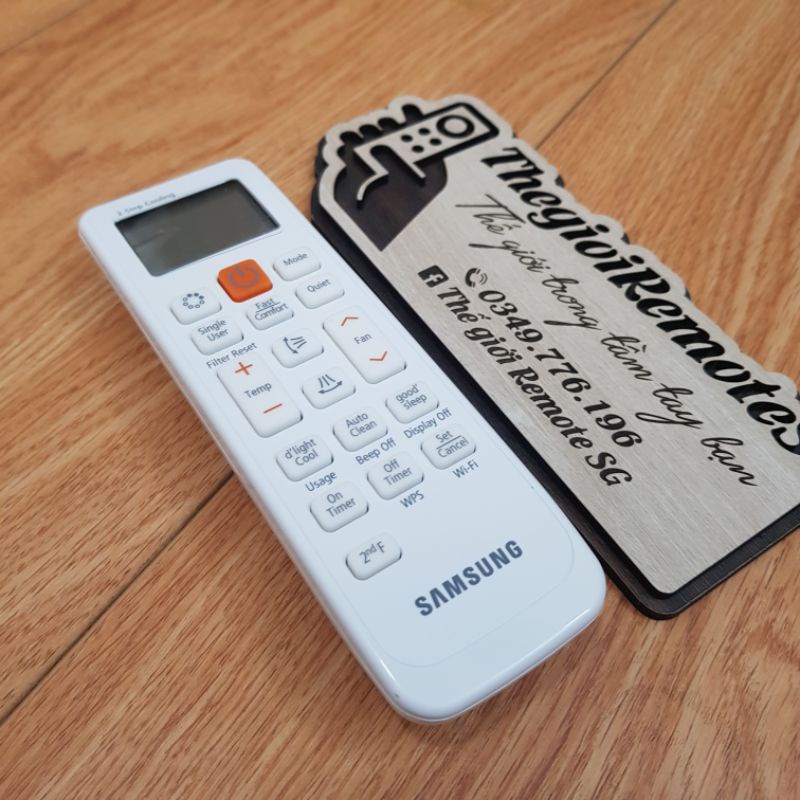 2-Step Cooling
Mode
Fast
Comfort
Quiet
Single
User
Filter Reset
+
Temp
−
Fan
d'light
Cool
Auto
Clean
good'
sleep
Usage
Beep Off
Display Off
On
Timer
Off
Timer
Set
Cancel
WPS
Wi-Fi
2nd F
SAMSUNG
ThegioiRemoteS
Thế giới trong tầm tay bạn
0349.776.196
Thế giới Remote SG